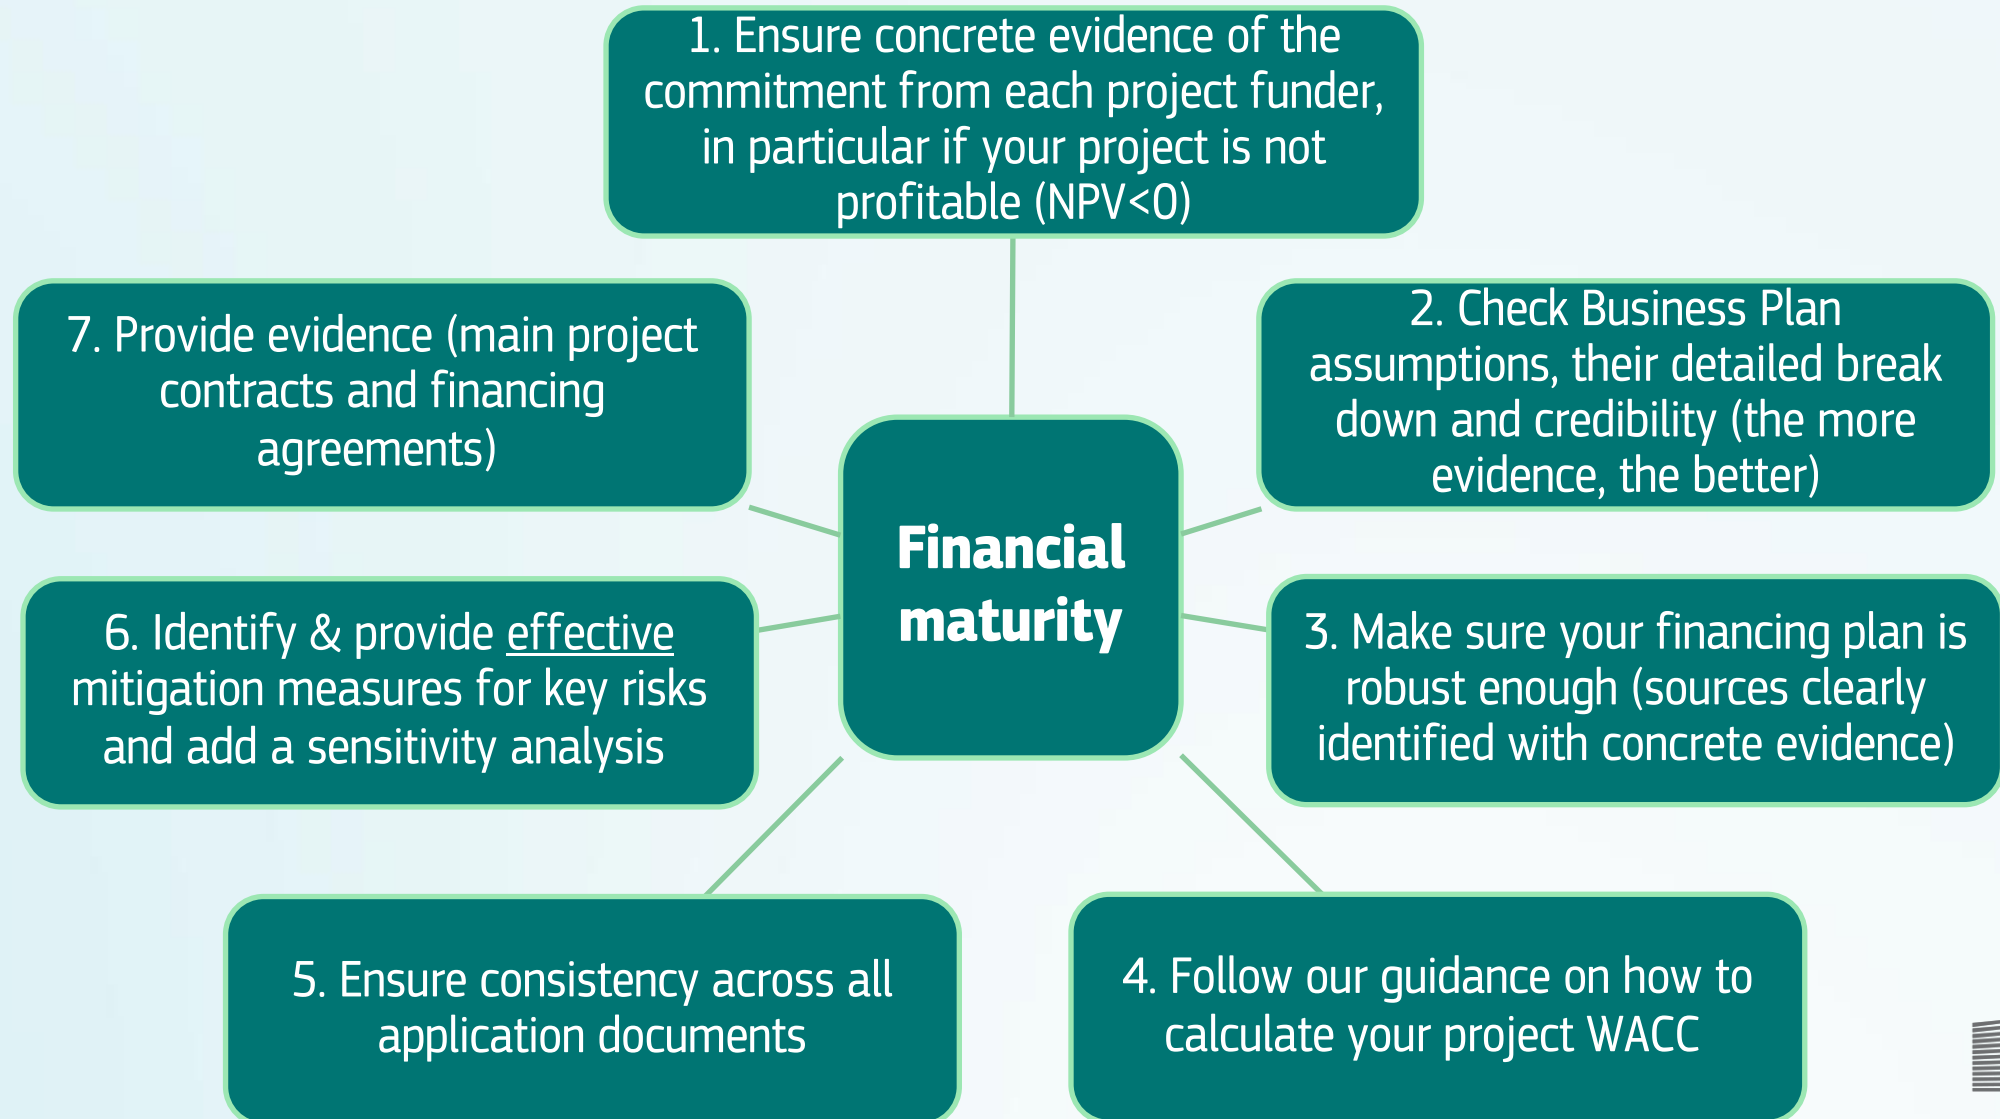 1. Ensure concrete evidence of the
commitment from each project funder,
in particular if your project is not
profitable (NPV<0)
2. Check Business Plan
assumptions, their detailed break
down and credibility (the more
evidence, the better)
3. Make sure your financing plan is
robust enough (sources clearly
identified with concrete evidence)
4. Follow our guidance on how to
calculate your project WACC
5. Ensure consistency across all
application documents
6. Identify & provide effective
mitigation measures for key risks
and add a sensitivity analysis
7. Provide evidence (main project
contracts and financing
agreements)
Financial
maturity